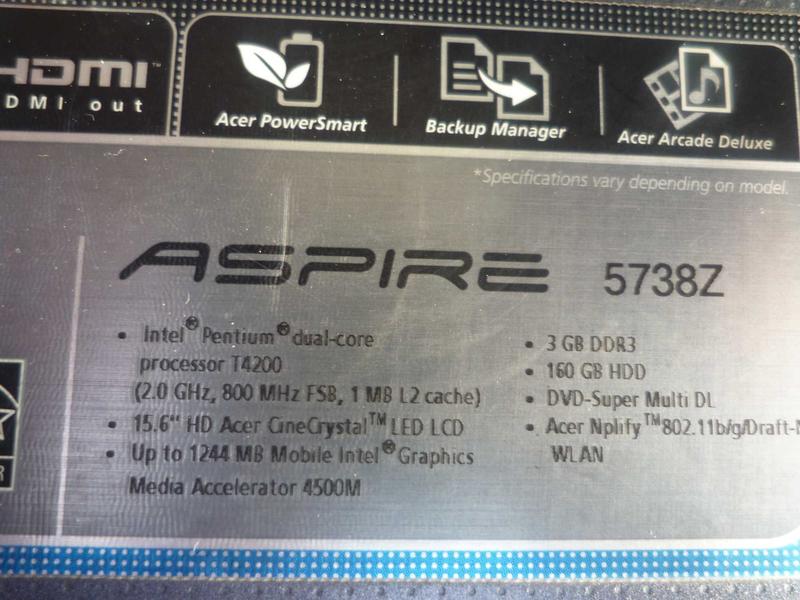 HDMI™
HDMI out
Acer PowerSmart
Backup Manager
Acer Arcade Deluxe
*Specifications vary depending on model.
ASPIRE 5738Z
• Intel® Pentium® dual-core
processor T4200
(2.0 GHz, 800 MHz FSB, 1 MB L2 cache)
• 15.6" HD Acer CineCrystal™ LED LCD
• Up to 1244 MB Mobile Intel® Graphics
Media Accelerator 4500M
• 3 GB DDR3
• 160 GB HDD
• DVD-Super Multi DL
• Acer Nplify™802.11b/g/Draft-N
WLAN
R